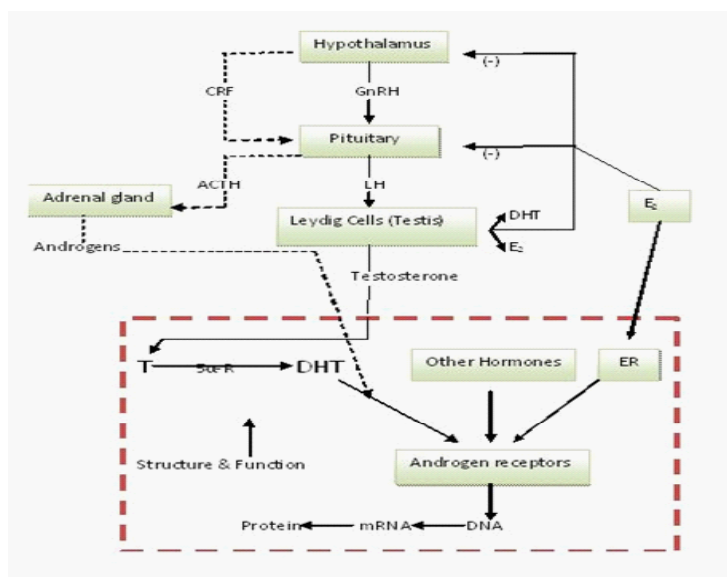 Hypothalamus
(-)
CRF
GnRH
Pituitary
(-)
ACTH
LH
Adrenal gland
E₂
DHT
Leydig Cells (Testis)
E₂
Androgens
Testosterone
T
5α-R
DHT
Other Hormones
ER
Structure & Function
Androgen receptors
Protein
mRNA
DNA